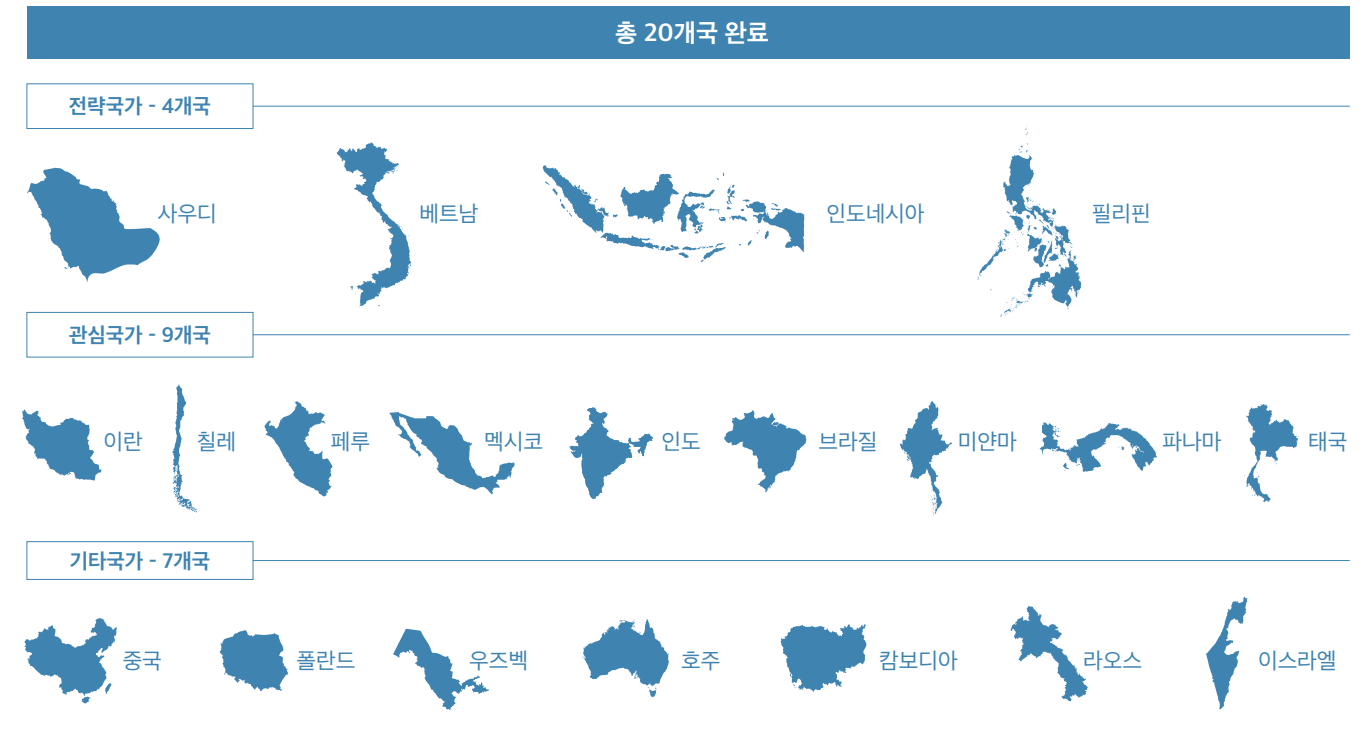 총 20개국 완료
전략국가 - 4개국
사우디
베트남
인도네시아
필리핀
관심국가 - 9개국
이란
칠레
페루
멕시코
인도
브라질
미얀마
파나마
태국
기타국가 - 7개국
중국
폴란드
우즈벡
호주
캄보디아
라오스
이스라엘